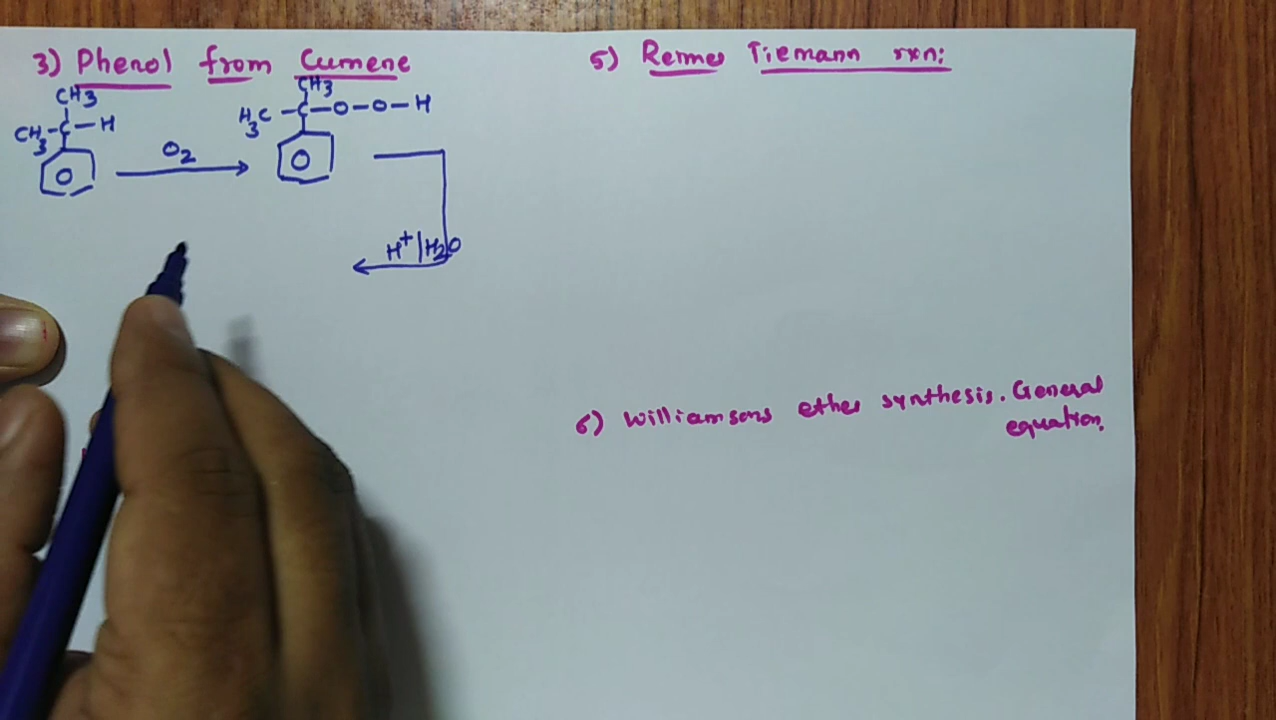 3) Phenol from Cumene
CH3
CH3-C-H
O2
CH3
H3C-C-O-O-H
H+/H2O
5) Reimer Tiemann rxn:
6) Williamsons ether synthesis. General
equation.